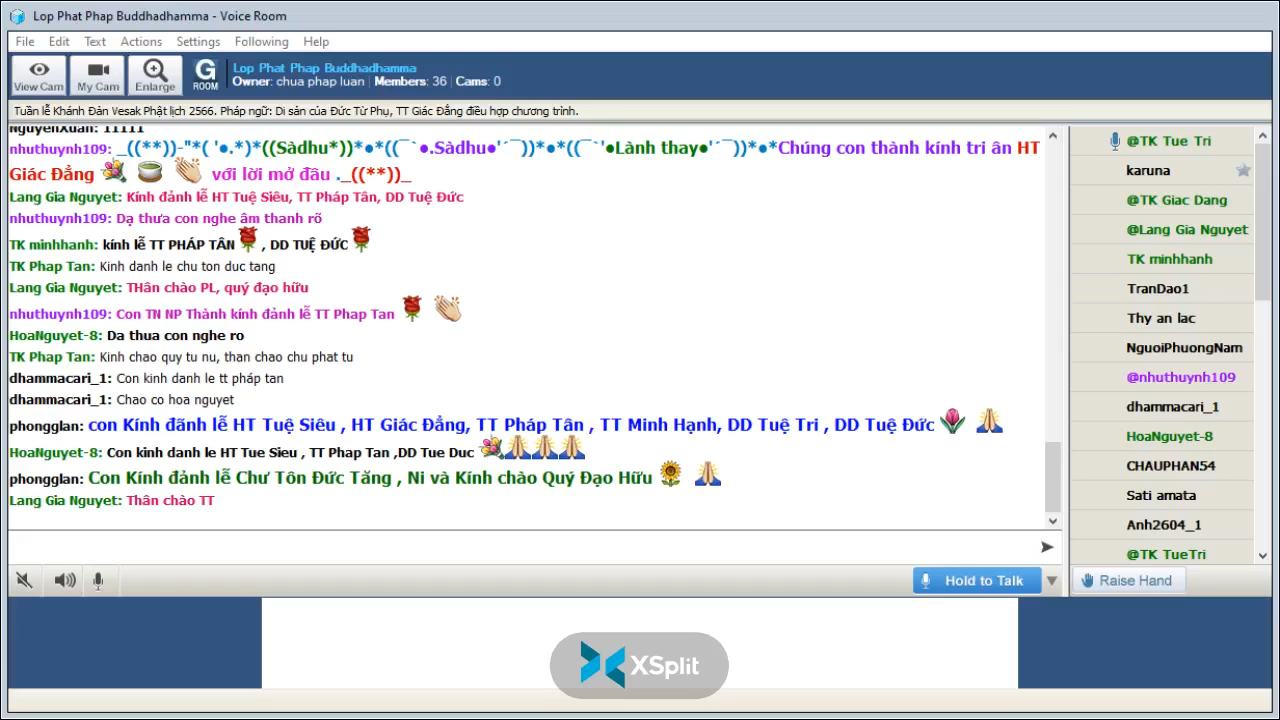 Lop Phat Phap Buddhadhamma - Voice Room
File Edit Text Actions Settings Following Help
View Cam My Cam Enlarge G ROOM Lop Phat Phap Buddhadhamma
Owner: chua phap luan | Members: 36 | Cams: 0
Tuần lễ Khánh Đản Vesak Phật lịch 2566. Pháp ngữ: Di sản của Đức Từ Phụ, TT Giác Đẳng điều hợp chương trình.
NguyenXuan: 11111
nhuthuynh109: _((**))-"*( '●.*)*((Sàdhu*))*●*((¯`●.Sàdhu●'´¯))*●*((¯`'●Lành thay●'´¯))*●*Chúng con thành kính tri ân HT
Giác Đẳng với lời mở đầu ._((**))_
Lang Gia Nguyet: Kính đảnh lễ HT Tuệ Siêu, TT Pháp Tân, DD Tuệ Đức
nhuthuynh109: Dạ thưa con nghe âm thanh rõ
TK minhhanh: kính lễ TT PHÁP TÂN , DD TUỆ ĐỨC
TK Phap Tan: Kinh danh le chu ton duc tang
Lang Gia Nguyet: THân chào PL, quý đạo hữu
nhuthuynh109: Con TN NP Thành kính đảnh lễ TT Phap Tan
HoaNguyet-8: Da thua con nghe ro
TK Phap Tan: Kinh chao quy tu nu, than chao chu phat tu
dhammacari_1: Con kinh danh le tt pháp tan
dhammacari_1: Chao co hoa nguyet
phongglan: con Kính đãnh lễ HT Tuệ Siêu , HT Giác Đẳng, TT Pháp Tân , TT Minh Hạnh, DD Tuệ Tri , DD Tuệ Đức
HoaNguyet-8: Con kinh danh le HT Tue Sieu , TT Phap Tan ,DD Tue Duc
phongglan: Con Kính đảnh lễ Chư Tôn Đức Tăng , Ni và Kính chào Quý Đạo Hữu
Lang Gia Nguyet: Thân chào TT
@TK Tue Tri
karuna
@TK Giac Dang
@Lang Gia Nguyet
TK minhhanh
TranDao1
Thy an lac
NguoiPhuongNam
@nhuthuynh109
dhammacari_1
HoaNguyet-8
CHAUPHAN54
Sati amata
Anh2604_1
@TK TueTri
Hold to Talk
Raise Hand
XSplit